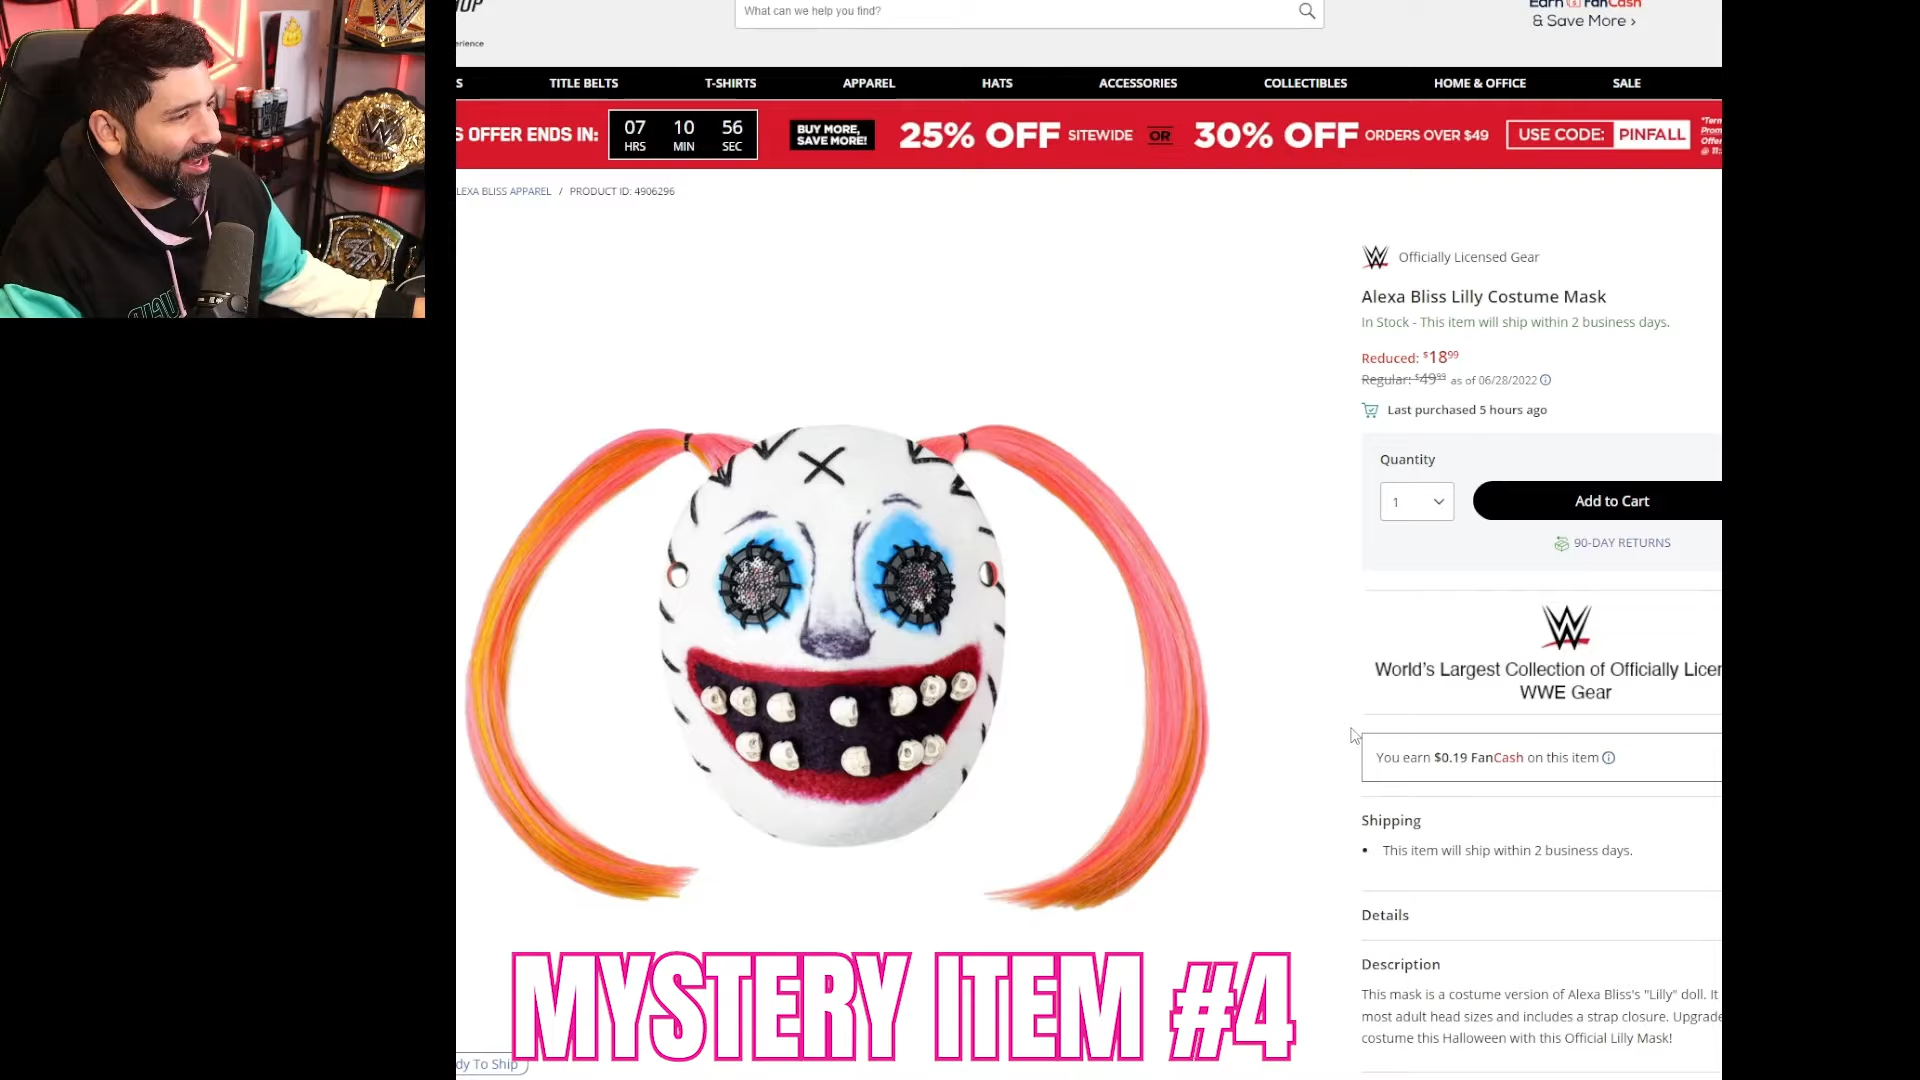 What can we help you find?
Earn FanCash
& Save More ›
TITLE BELTS
T-SHIRTS
APPAREL
HATS
ACCESSORIES
COLLECTIBLES
HOME & OFFICE
SALE
S OFFER ENDS IN:
07 10 56
HRS MIN SEC
BUY MORE,
SAVE MORE!
25% OFF SITEWIDE OR 30% OFF ORDERS OVER $49
USE CODE: PINFALL
LEXA BLISS APPAREL / PRODUCT ID: 4906296
Officially Licensed Gear
Alexa Bliss Lilly Costume Mask
In Stock - This item will ship within 2 business days.
Reduced: $18⁹⁹
Regular: $49⁹⁹ as of 06/28/2022
Last purchased 5 hours ago
Quantity
1
Add to Cart
90-DAY RETURNS
World's Largest Collection of Officially Licen
WWE Gear
You earn $0.19 FanCash on this item
Shipping
• This item will ship within 2 business days.
Details
Description
This mask is a costume version of Alexa Bliss's "Lilly" doll. It
most adult head sizes and includes a strap closure. Upgrade
costume this Halloween with this Official Lilly Mask!
MYSTERY ITEM #4
dy To Ship